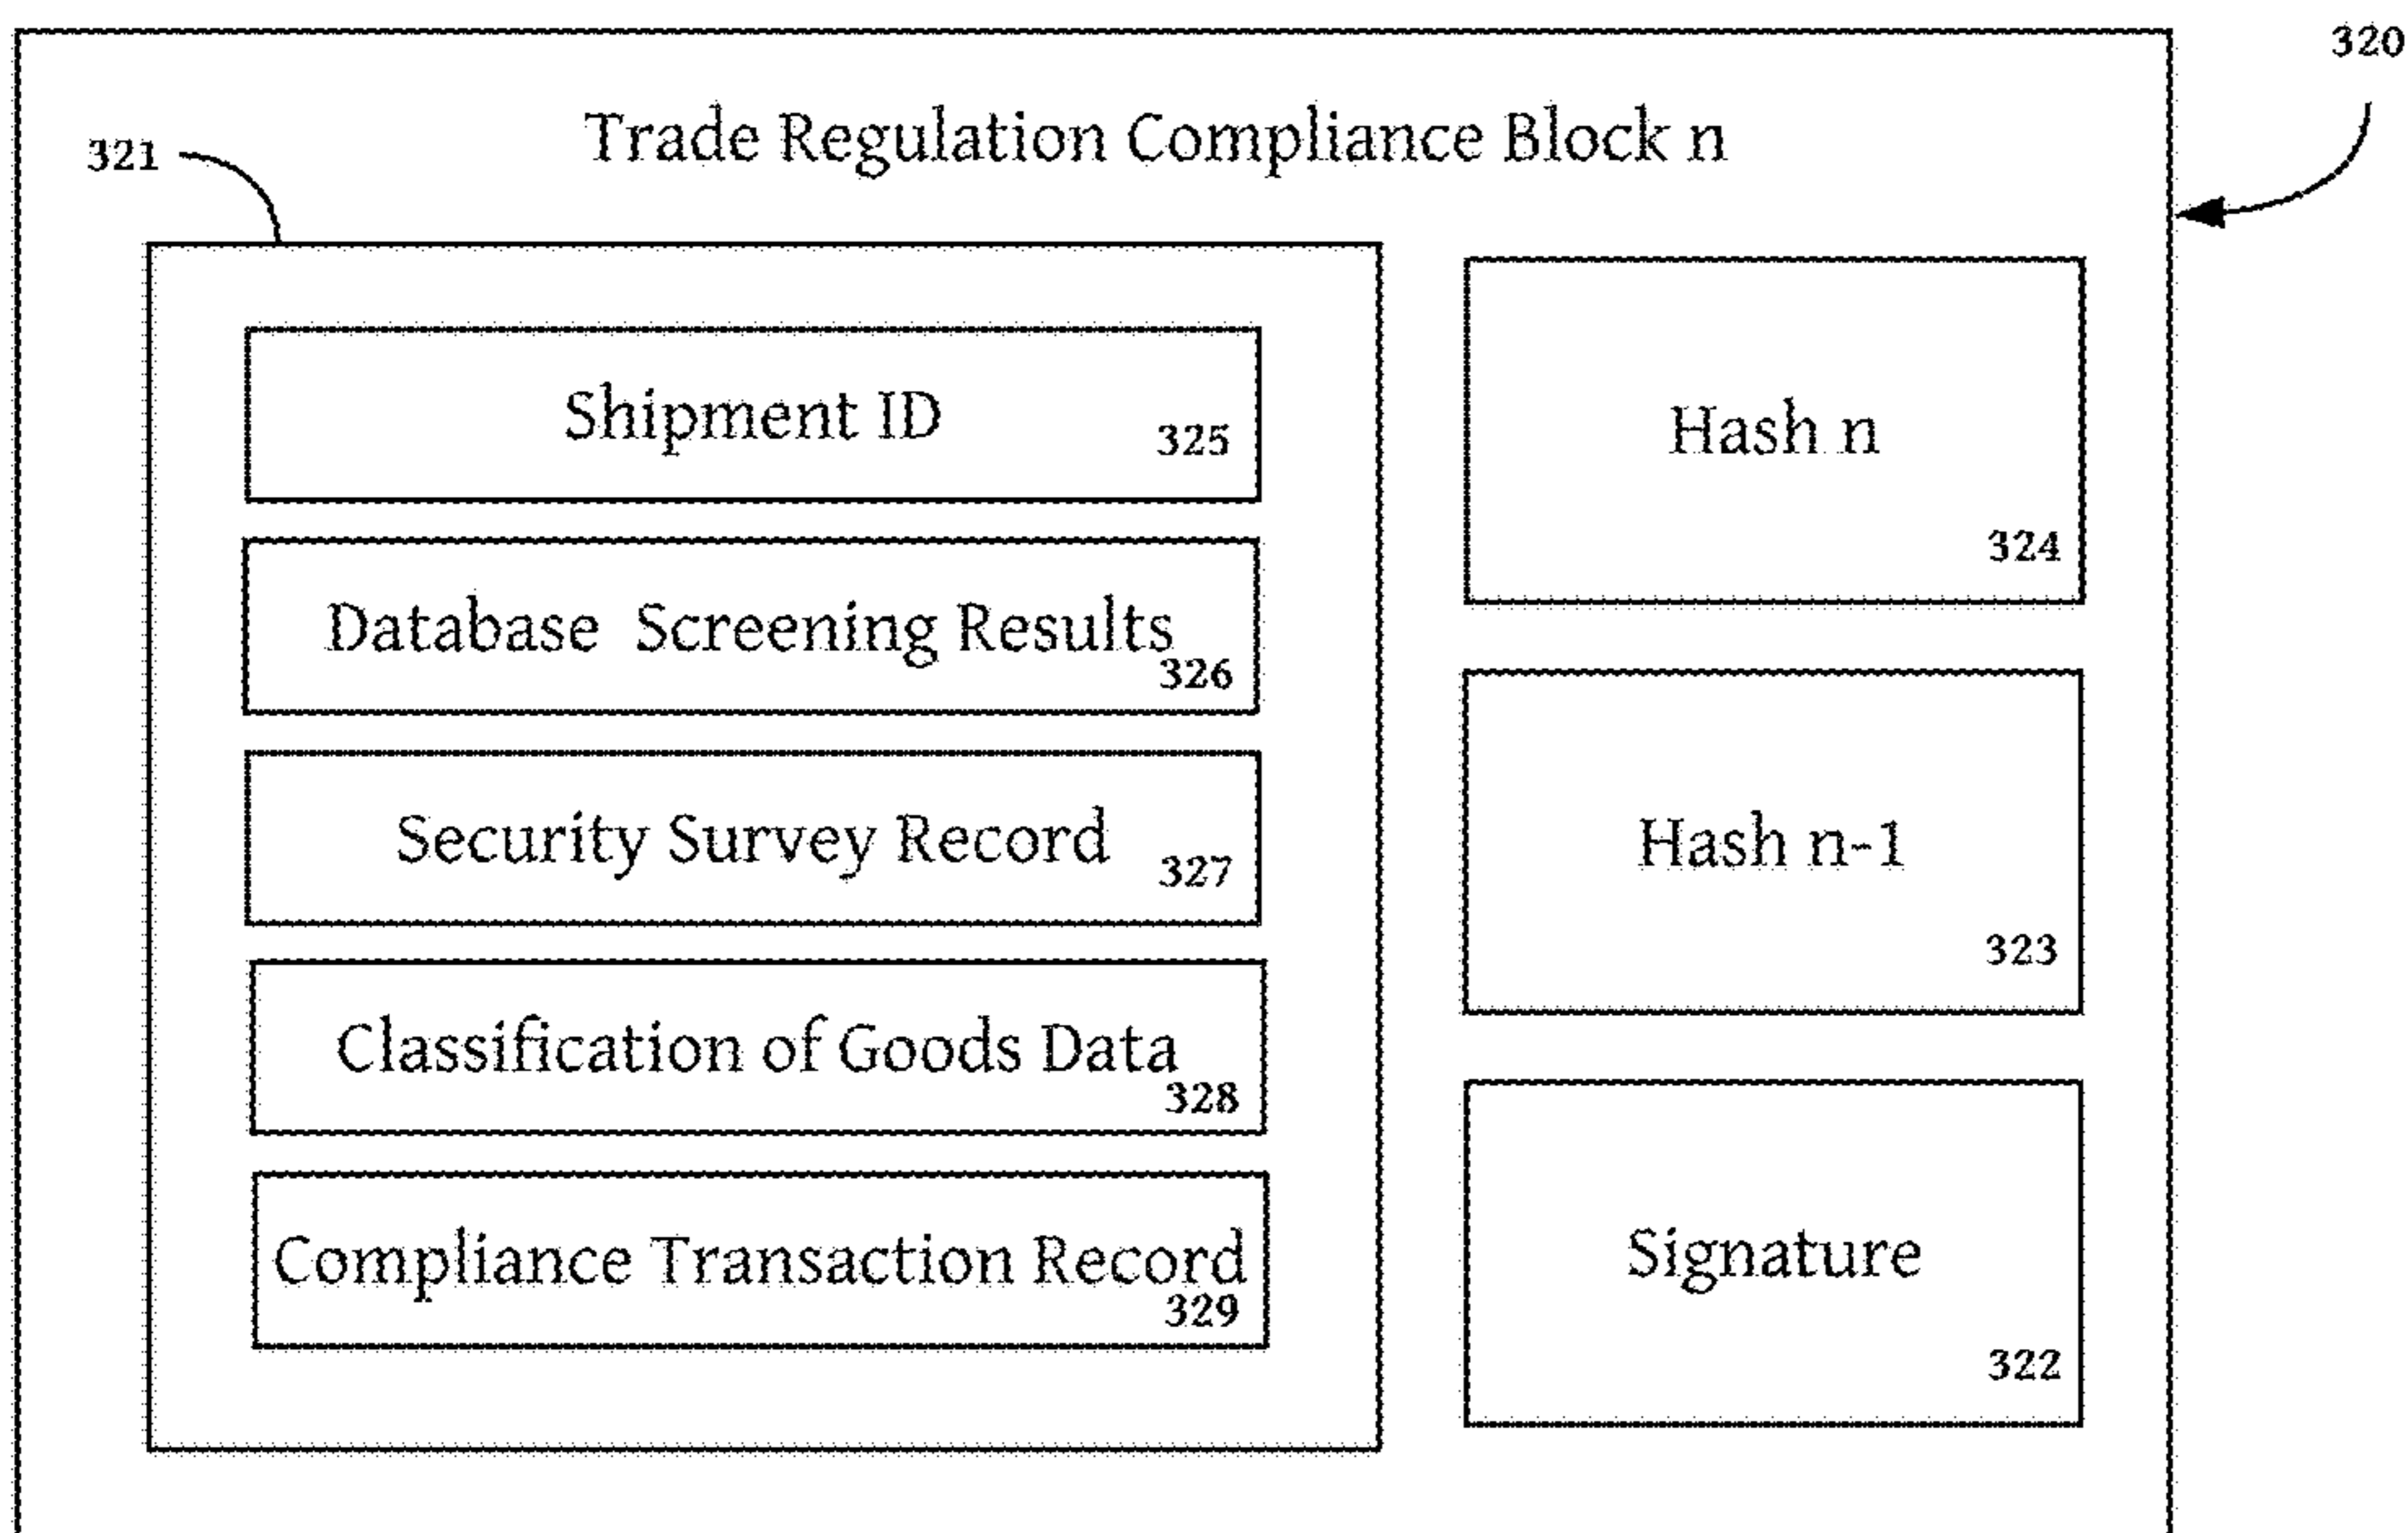 320
Trade Regulation Compliance Block n
321
Shipment ID
325
Database Screening Results
326
Security Survey Record
327
Classification of Goods Data
328
Compliance Transaction Record
329
Hash n
324
Hash n-1
323
Signature
322